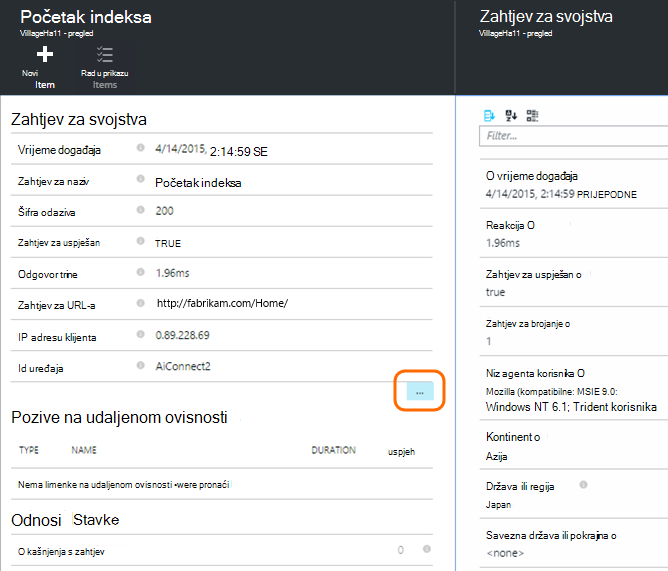 Početak indeksa
VillageHa11 - pregled
Novi
Item
Rad u prikazu
Items
Zahtjev za svojstva
Vrijeme događaja 4/14/2015, 2:14:59 SE
Zahtjev za naziv Početak indeksa
Šifra odaziva 200
Zahtjev za uspješan TRUE
Odgovor trine 1.96ms
Zahtjev za URL-a http://fabrikam.com/Home/
IP adresu klijenta 0.89.228.69
Id uređaja AiConnect2
...
Pozive na udaljenom ovisnosti
TYPE NAME DURATION uspjeh
Nema limenke na udaljenom ovisnosti •were pronaći
Odnosi Stavke
O kašnjenja s zahtjev 0
Zahtjev za svojstva
VillageHa11 - pregled
Filter...
O vrijeme događaja
4/14/2015, 2:14:59 PRIJEPODNE
Reakcija O
1.96ms
Zahtjev za uspješan o
true
Zahtjev za brojanje o
1
Niz agenta korisnika O
Mozilla (kompatibilne: MSIE 9.0:
Windows NT 6.1; Trident korisnika
Kontinent o
Azija
Država ili regija
Japan
Savezna država ili pokrajina o
<none>